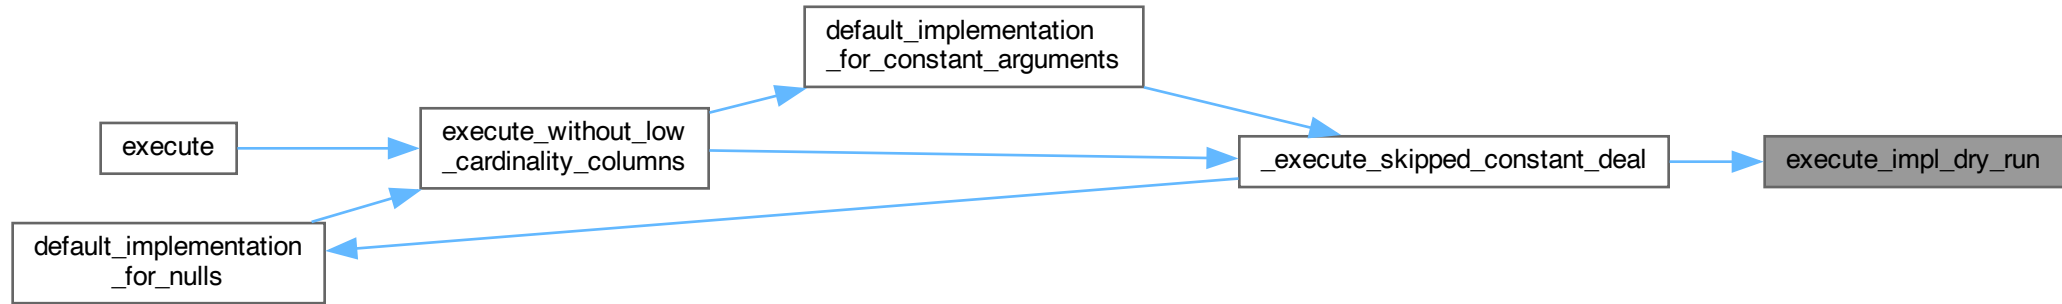 default_implementation
_for_constant_arguments
execute
execute_without_low
_cardinality_columns
_execute_skipped_constant_deal
execute_impl_dry_run
default_implementation
_for_nulls